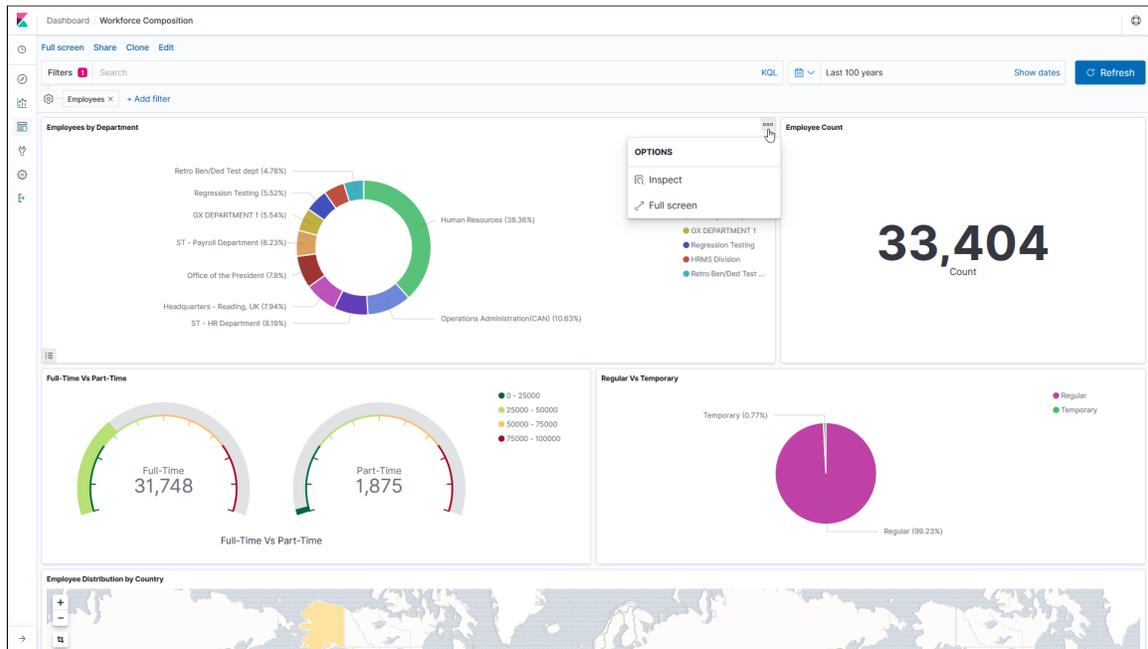 Dashboard / Workforce Composition
Full screen Share Clone Edit
Filters 1 Search KQL Last 100 years Show dates Refresh
Employees × + Add filter
Employees by Department
Employee Count
OPTIONS
Inspect
Full screen
Retro Ben/Ded Test dept (4.78%)
Regression Testing (5.52%)
GX DEPARTMENT 1 (5.54%)
ST - Payroll Department (6.23%)
Office of the President (7.8%)
Headquarters - Reading, UK (7.94%)
ST - HR Department (8.19%)
Human Resources (38.36%)
Operations Administration(CAN) (10.63%)
GX DEPARTMENT 1
Regression Testing
HRMS Division
Retro Ben/Ded Test ...
33,404
Count
Full-Time Vs Part-Time
Full-Time
31,748
Part-Time
1,875
Full-Time Vs Part-Time
0 - 25000
25000 - 50000
50000 - 75000
75000 - 100000
Regular Vs Temporary
Temporary (0.77%)
Regular (99.23%)
Regular
Temporary
Employee Distribution by Country
+
−